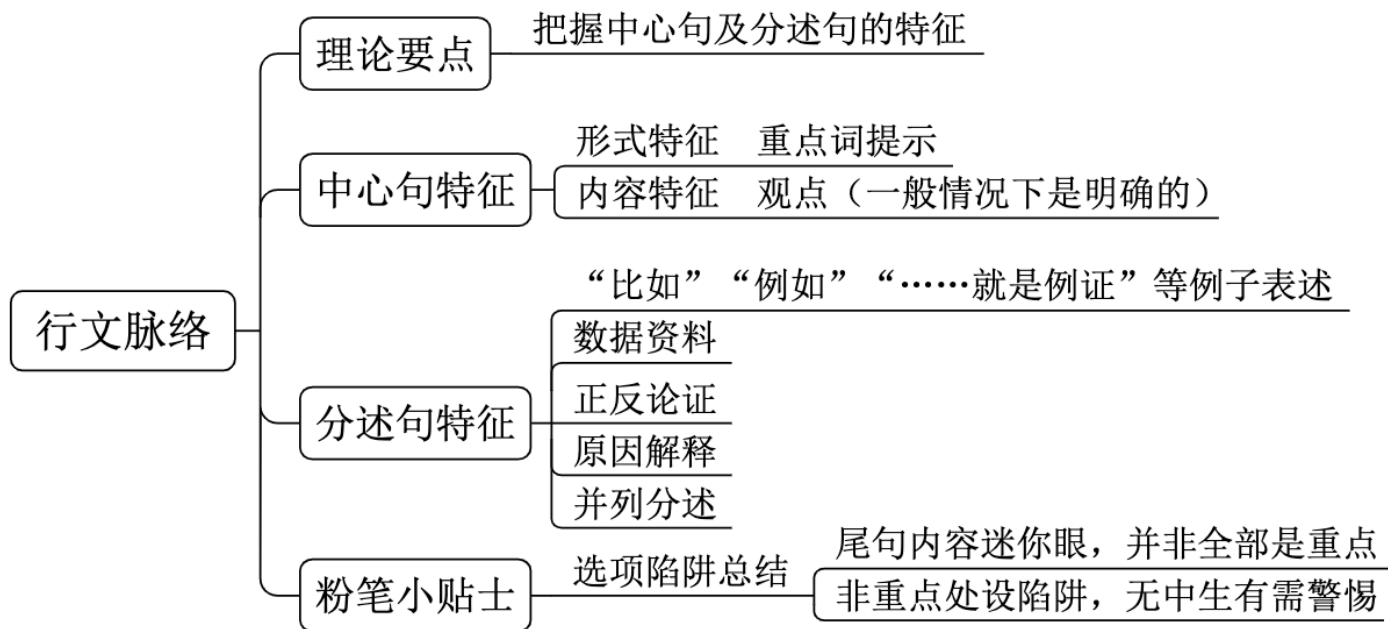 行文脉络
理论要点
把握中心句及分述句的特征
中心句特征
形式特征 重点词提示
内容特征 观点（一般情况下是明确的）
分述句特征
“比如”“例如”“……就是例证”等例子表述
数据资料
正反论证
原因解释
并列分述
粉笔小贴士
选项陷阱总结
尾句内容迷你眼，并非全部是重点
非重点处设陷阱，无中生有需警惕